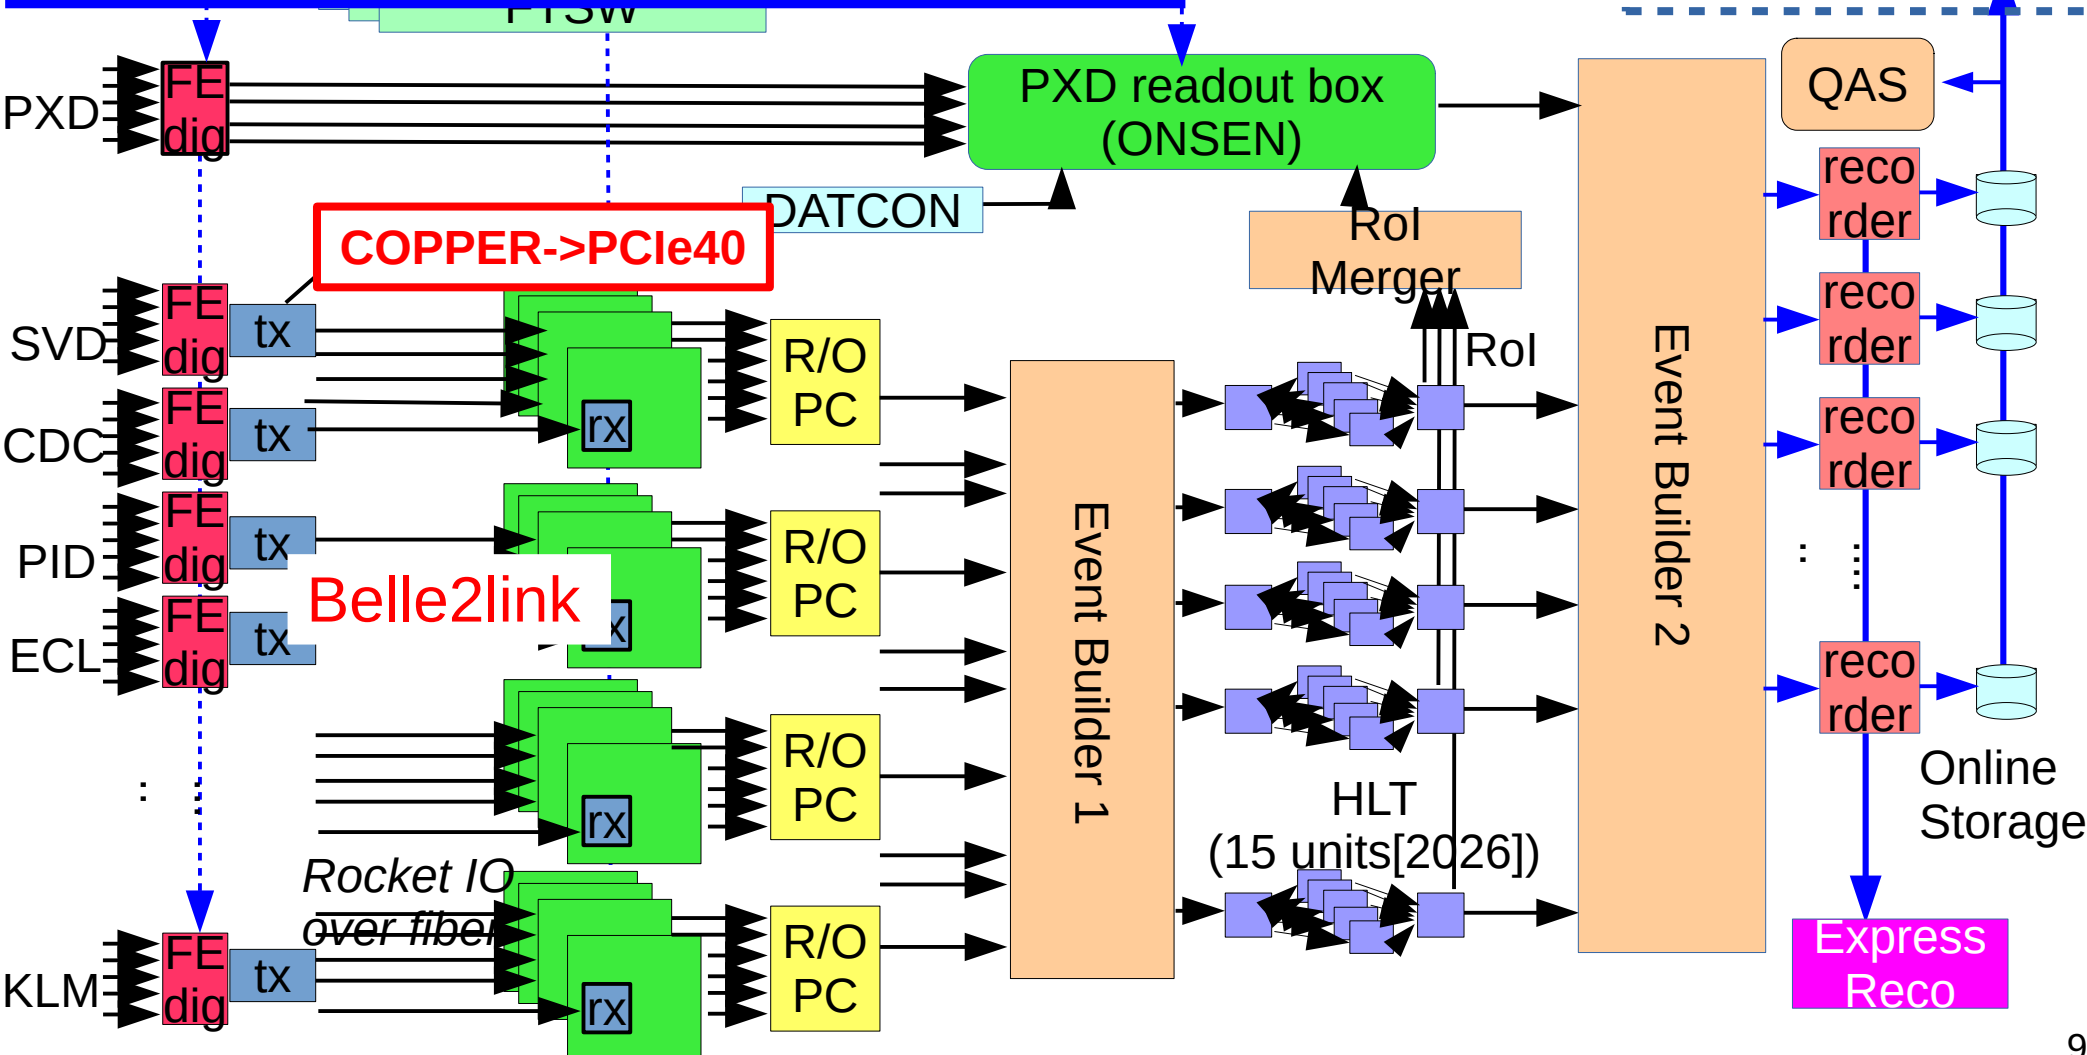 FTSW
PXD
FE
dig
PXD readout box
(ONSEN)
QAS
DATCON
COPPER->PCIe40
RoI
Merger
RoI
SVD
FE
dig
tx
R/O
PC
CDC
FE
dig
tx
rx
PID
FE
dig
tx
R/O
PC
Belle2link
ECL
FE
dig
tx
R/O
PC
rx
:
:
Rocket IO
over fiber
KLM
FE
dig
tx
rx
R/O
PC
Event Builder 1
HLT
(15 units[2026])
Event Builder 2
reco
rder
reco
rder
reco
rder
:
reco
rder
Online
Storage
Express
Reco
9